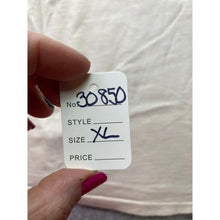 No. 30850
STYLE
SIZE XL
PRICE